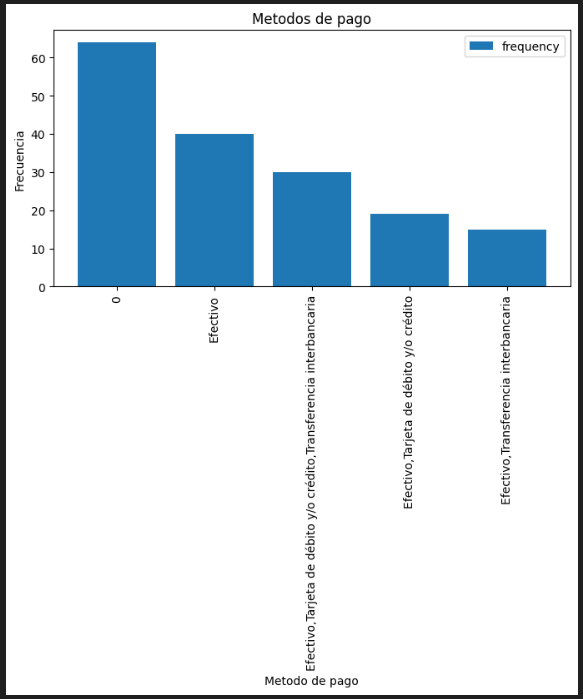 Metodos de pago
frequency
Frecuencia
60
50
40
30
20
10
0
0
Efectivo
Efectivo,Tarjeta de débito y/o crédito,Transferencia interbancaria
Efectivo,Tarjeta de débito y/o crédito
Efectivo,Transferencia interbancaria
Metodo de pago